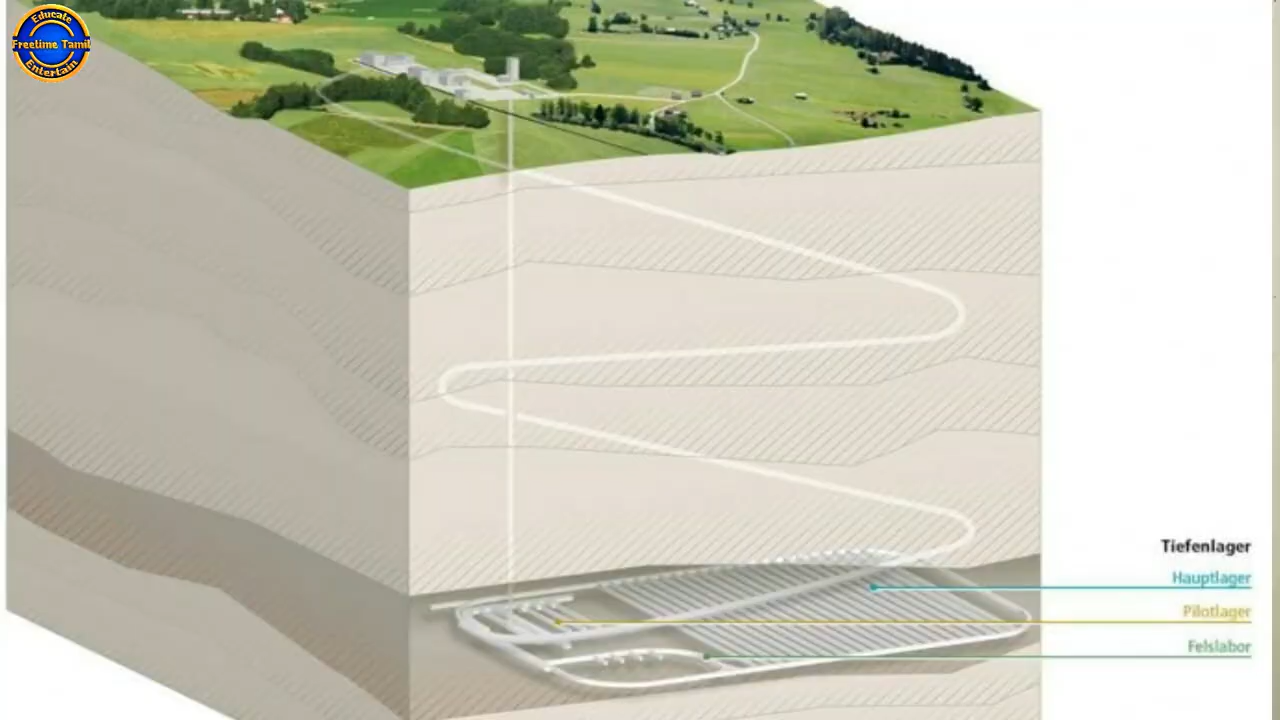 Educate
Freetime Tamil
Entertain
Tiefenlager
Hauptlager
Pilotlager
Felslabor